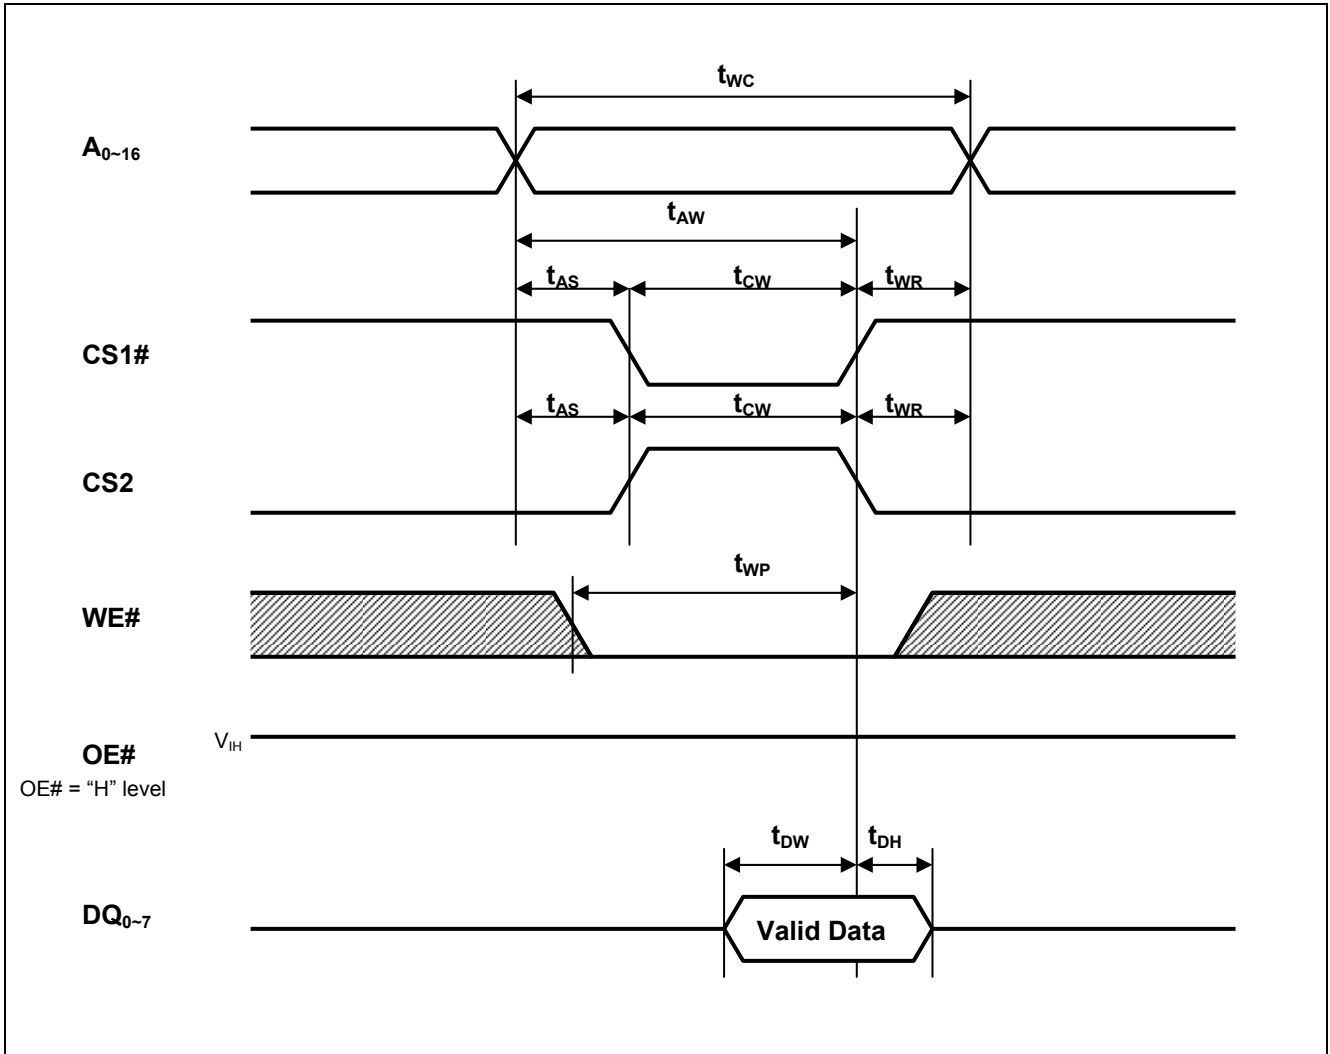 tWC
A0~16
tAW
tAS tCW tWR
CS1#
tAS tCW tWR
CS2
tWP
WE#
VIH
OE#
OE# = “H” level
tDW tDH
DQ0~7
Valid Data